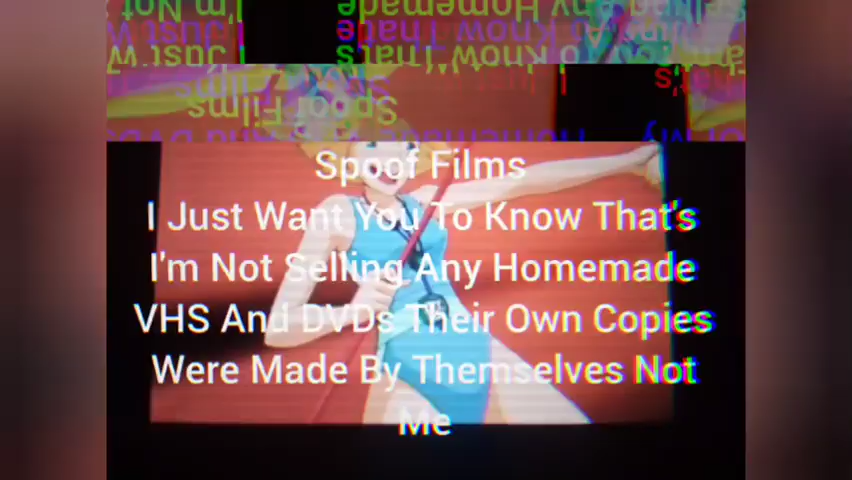 Spoof Films
I Just Want You To Know That's
I'm Not Selling Any Homemade
VHS And DVDs Their Own Copies
Were Made By Themselves Not
Me